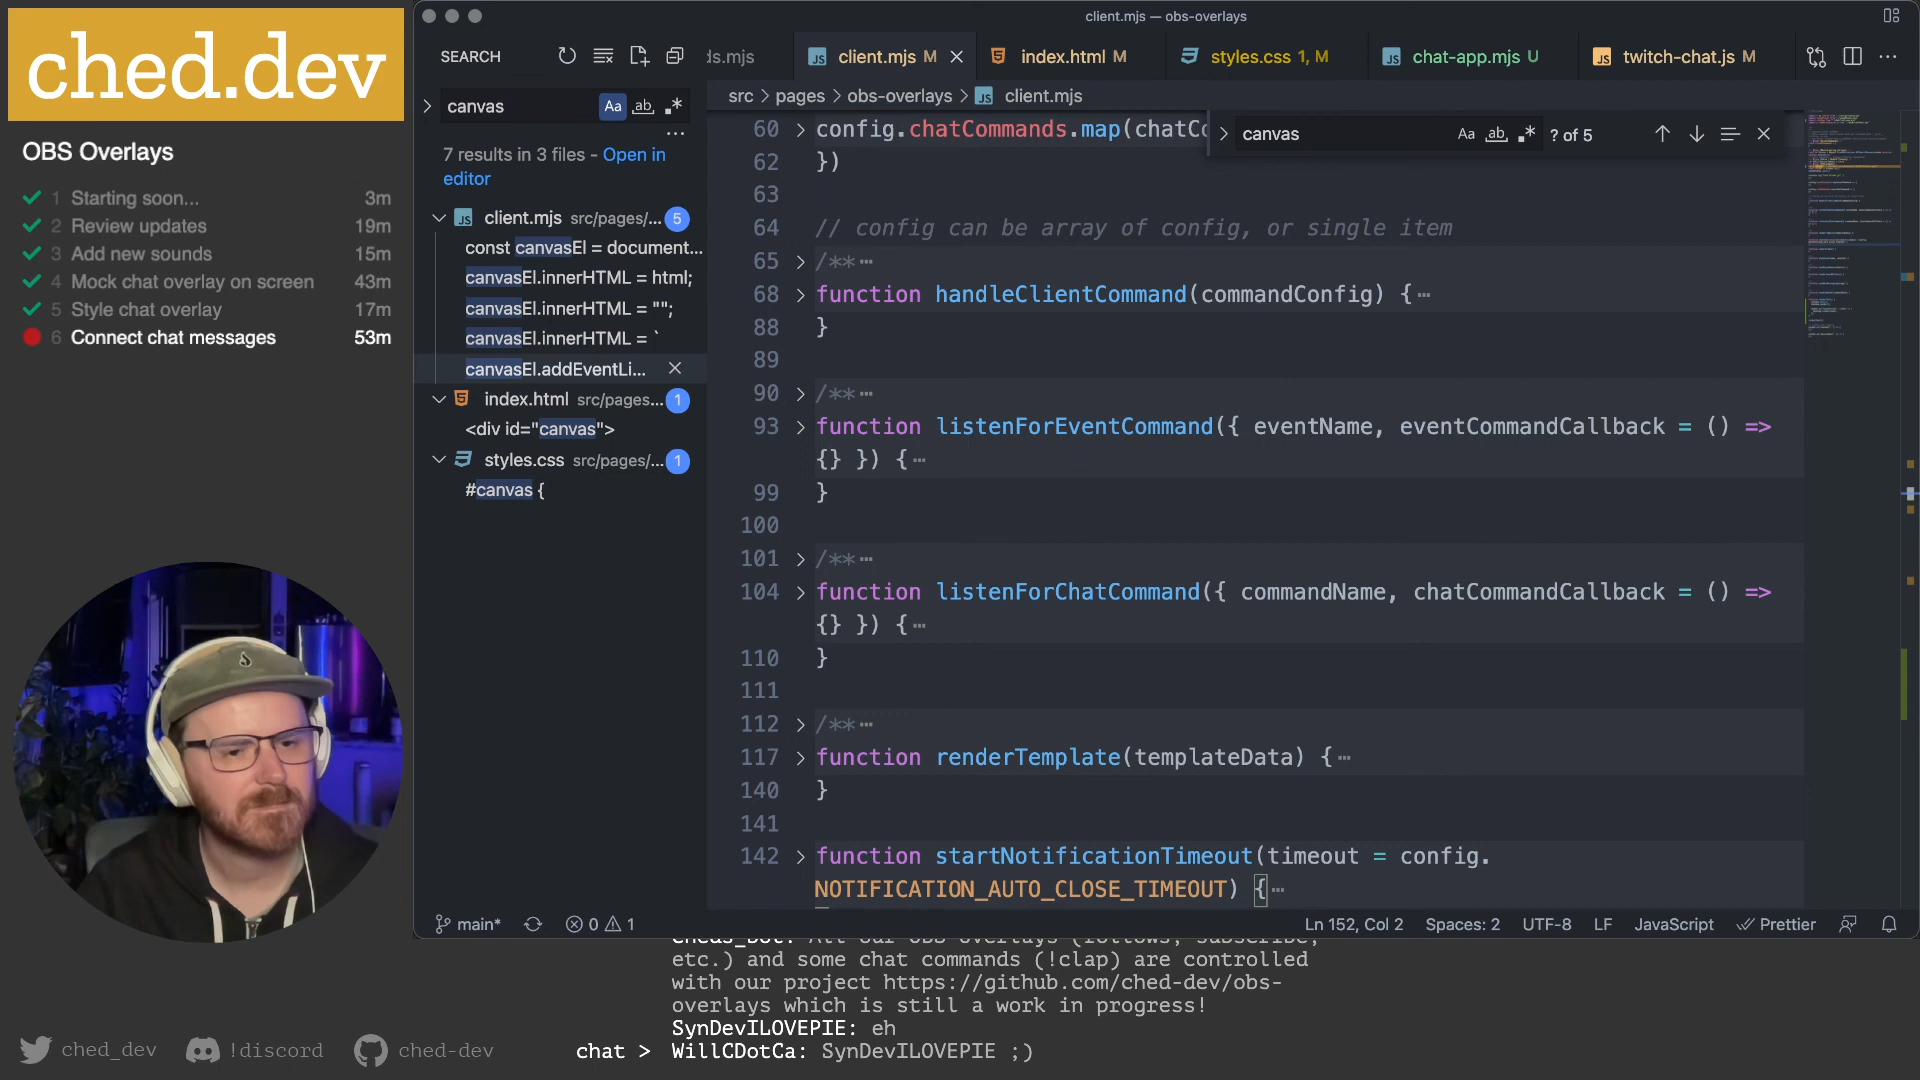 ched.dev
OBS Overlays
1 Starting soon... 3m
2 Review updates 19m
3 Add new sounds 15m
4 Mock chat overlay on screen 43m
5 Style chat overlay 17m
6 Connect chat messages 53m
client.mjs — obs-overlays
SEARCH
ds.mjs
client.mjs M
index.html M
styles.css 1, M
chat-app.mjs U
twitch-chat.js M
canvas
Aa ab .*
7 results in 3 files - Open in
editor
client.mjs src/pages/... 5
const canvasEl = document...
canvasEl.innerHTML = html;
canvasEl.innerHTML = "";
canvasEl.innerHTML = `
canvasEl.addEventLi...
index.html src/pages... 1
<div id="canvas">
styles.css src/pages/... 1
#canvas {
src > pages > obs-overlays > JS client.mjs
canvas Aa ab .* ? of 5
60 config.chatCommands.map(chatCo
62 })
63
64 // config can be array of config, or single item
65 /** ⋯
68 function handleClientCommand(commandConfig) { ⋯
88 }
89
90 /** ⋯
93 function listenForEventCommand({ eventName, eventCommandCallback = () =>
{} }) { ⋯
99 }
100
101 /** ⋯
104 function listenForChatCommand({ commandName, chatCommandCallback = () =>
{} }) { ⋯
110 }
111
112 /** ⋯
117 function renderTemplate(templateData) { ⋯
140 }
141
142 function startNotificationTimeout(timeout = config.
NOTIFICATION_AUTO_CLOSE_TIMEOUT) { ⋯
main* 0 1
Ln 152, Col 2 Spaces: 2 UTF-8 LF JavaScript Prettier
All our OBS overlays (follows, subscribe,
etc.) and some chat commands (!clap) are controlled
with our project https://github.com/ched-dev/obs-
overlays which is still a work in progress!
SynDevILOVEPIE: eh
chat > WillCDotCa: SynDevILOVEPIE ;)
ched_dev !discord ched-dev